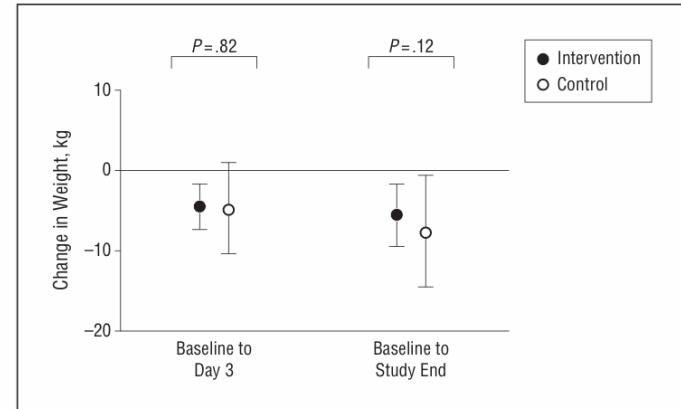 P = .82
P = .12
Intervention
Control
10
0
–10
–20
Change in Weight, kg
Baseline to
Day 3
Baseline to
Study End